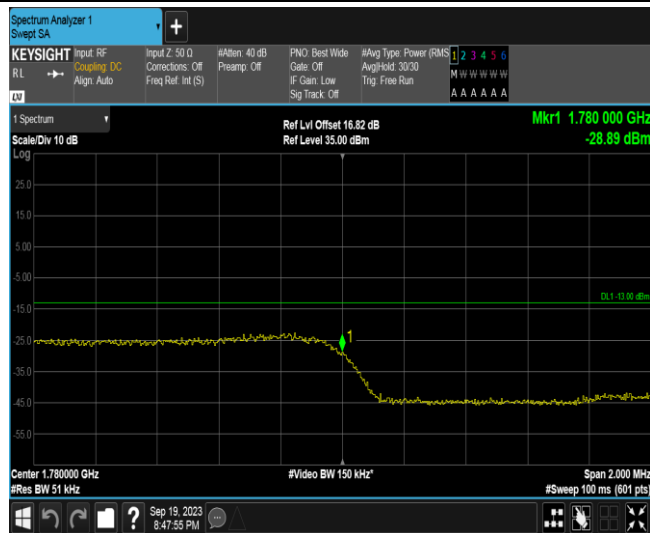 Spectrum Analyzer 1
Swept SA
KEYSIGHT
RL
Input: RF
Coupling: DC
Align: Auto
Input Z: 50 Ω
Corrections: Off
Freq Ref: Int (S)
#Atten: 40 dB
Preamp: Off
PNO: Best Wide
Gate: Off
IF Gain: Low
Sig Track: Off
#Avg Type: Power (RMS
Avg|Hold: 30/30
Trig: Free Run
1 2 3 4 5 6
M W W W W W
A A A A A A
1 Spectrum
Scale/Div 10 dB
Ref Lvl Offset 16.82 dB
Ref Level 35.00 dBm
Mkr1 1.780 000 GHz
-28.89 dBm
Log
25.0
15.0
5.00
-5.00
DL1 -13.00 dBm
-15.0
1
-25.0
-35.0
-45.0
-55.0
Center 1.780000 GHz
#Video BW 150 kHz*
Span 2.000 MHz
#Res BW 51 kHz
#Sweep 100 ms (601 pts)
?
Sep 19, 2023
8:47:55 PM